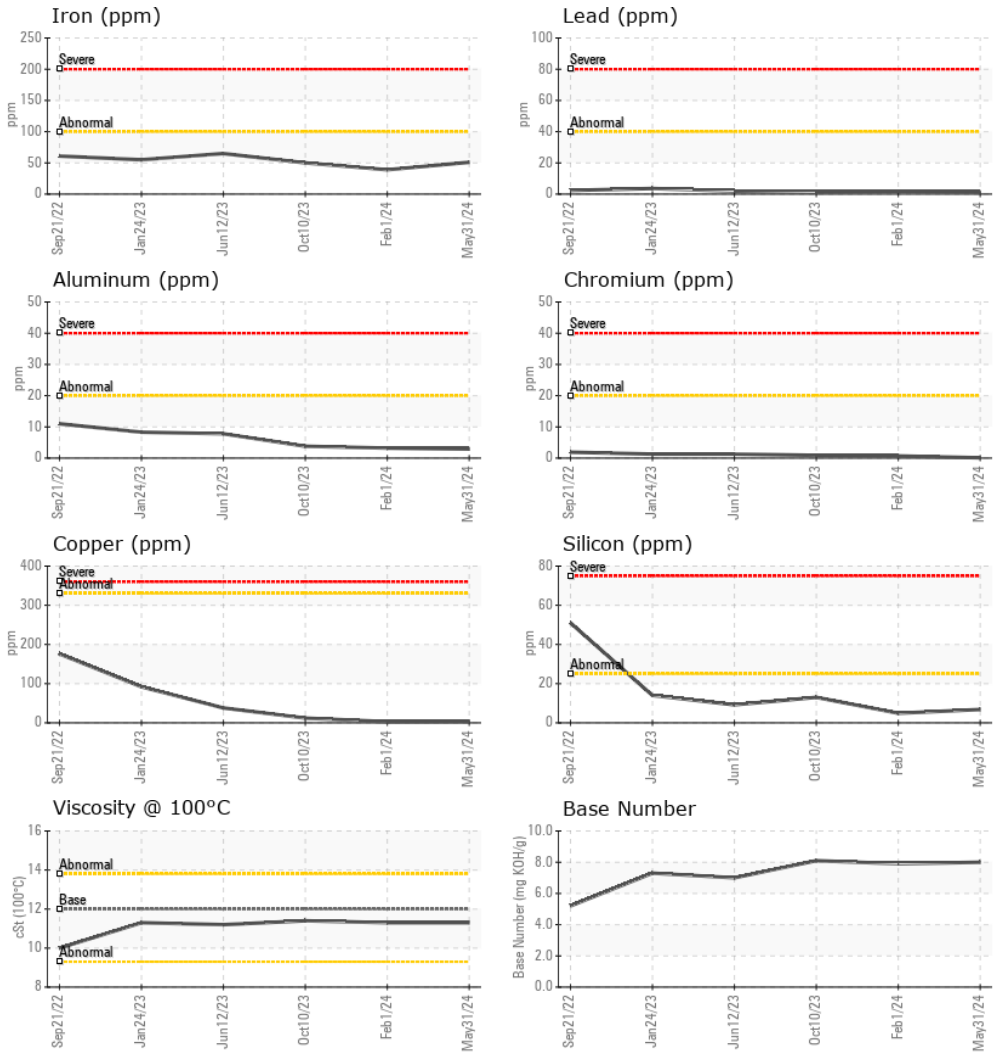 Iron (ppm)
250
200
150
100
50
0
ppm
Severe
Abnormal
Sep21/22
Jan24/23
Jun12/23
Oct10/23
Feb1/24
May31/24
Lead (ppm)
100
80
60
40
20
0
ppm
Severe
Abnormal
Sep21/22
Jan24/23
Jun12/23
Oct10/23
Feb1/24
May31/24
Aluminum (ppm)
50
40
30
20
10
0
ppm
Severe
Abnormal
Sep21/22
Jan24/23
Jun12/23
Oct10/23
Feb1/24
May31/24
Chromium (ppm)
50
40
30
20
10
0
ppm
Severe
Abnormal
Sep21/22
Jan24/23
Jun12/23
Oct10/23
Feb1/24
May31/24
Copper (ppm)
400
300
200
100
0
ppm
Severe
Abnormal
Sep21/22
Jan24/23
Jun12/23
Oct10/23
Feb1/24
May31/24
Silicon (ppm)
80
60
40
20
0
ppm
Severe
Abnormal
Sep21/22
Jan24/23
Jun12/23
Oct10/23
Feb1/24
May31/24
Viscosity @ 100°C
16
14
12
10
8
cSt (100°C)
Abnormal
Base
Abnormal
Sep21/22
Jan24/23
Jun12/23
Oct10/23
Feb1/24
May31/24
Base Number
10.0
8.0
6.0
4.0
2.0
0.0
Base Number (mg KOH/g)
Sep21/22
Jan24/23
Jun12/23
Oct10/23
Feb1/24
May31/24